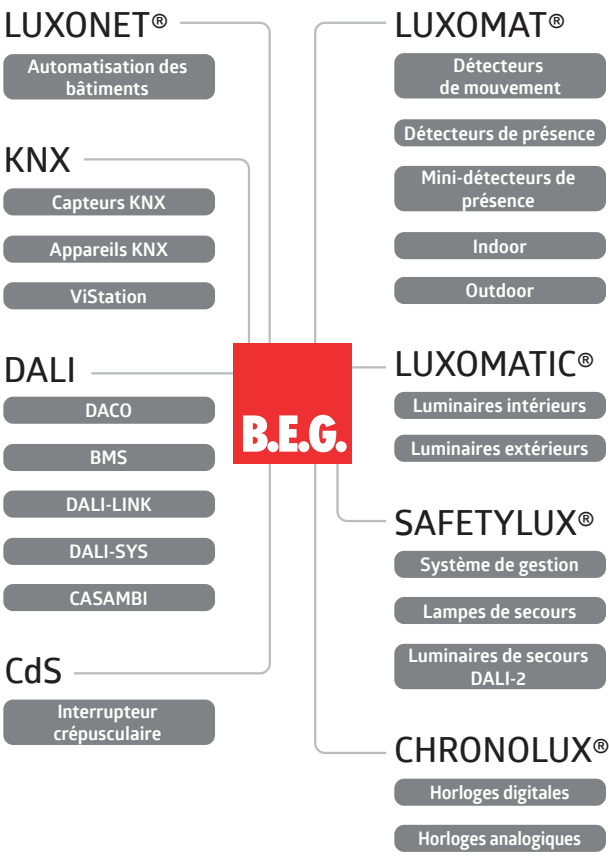 LUXONET®
Automatisation des
bâtiments
KNX
Capteurs KNX
Appareils KNX
ViStation
DALI
DACO
BMS
DALI-LINK
DALI-SYS
CASAMBI
CdS
Interrupteur
crépusculaire
B.E.G.
LUXOMAT®
Détecteurs
de mouvement
Détecteurs de présence
Mini-détecteurs de
présence
Indoor
Outdoor
LUXOMATIC®
Luminaires intérieurs
Luminaires extérieurs
SAFETYLUX®
Système de gestion
Lampes de secours
Luminaires de secours
DALI-2
CHRONOLUX®
Horloges digitales
Horloges analogiques